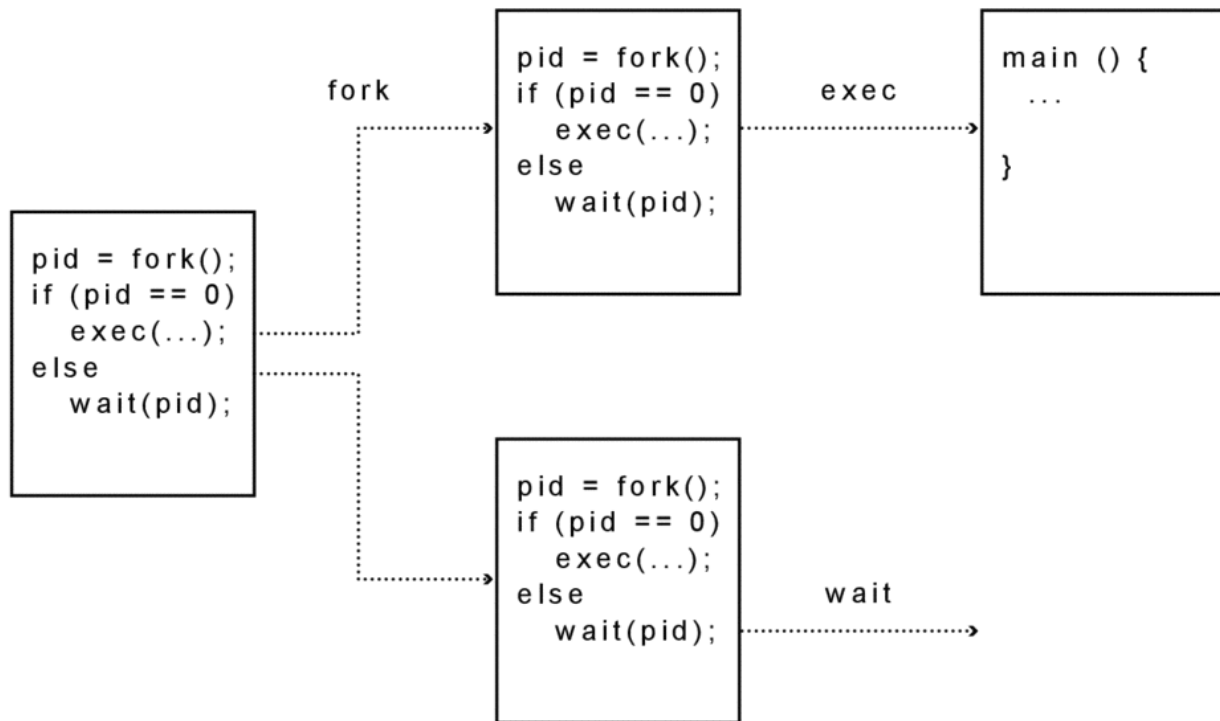 fork
pid = fork();
if (pid == 0)
exec(...);
else
wait(pid);
exec
main () {
...
}
pid = fork();
if (pid == 0)
exec(...);
else
wait(pid);
pid = fork();
if (pid == 0)
exec(...);
else
wait(pid);
wait